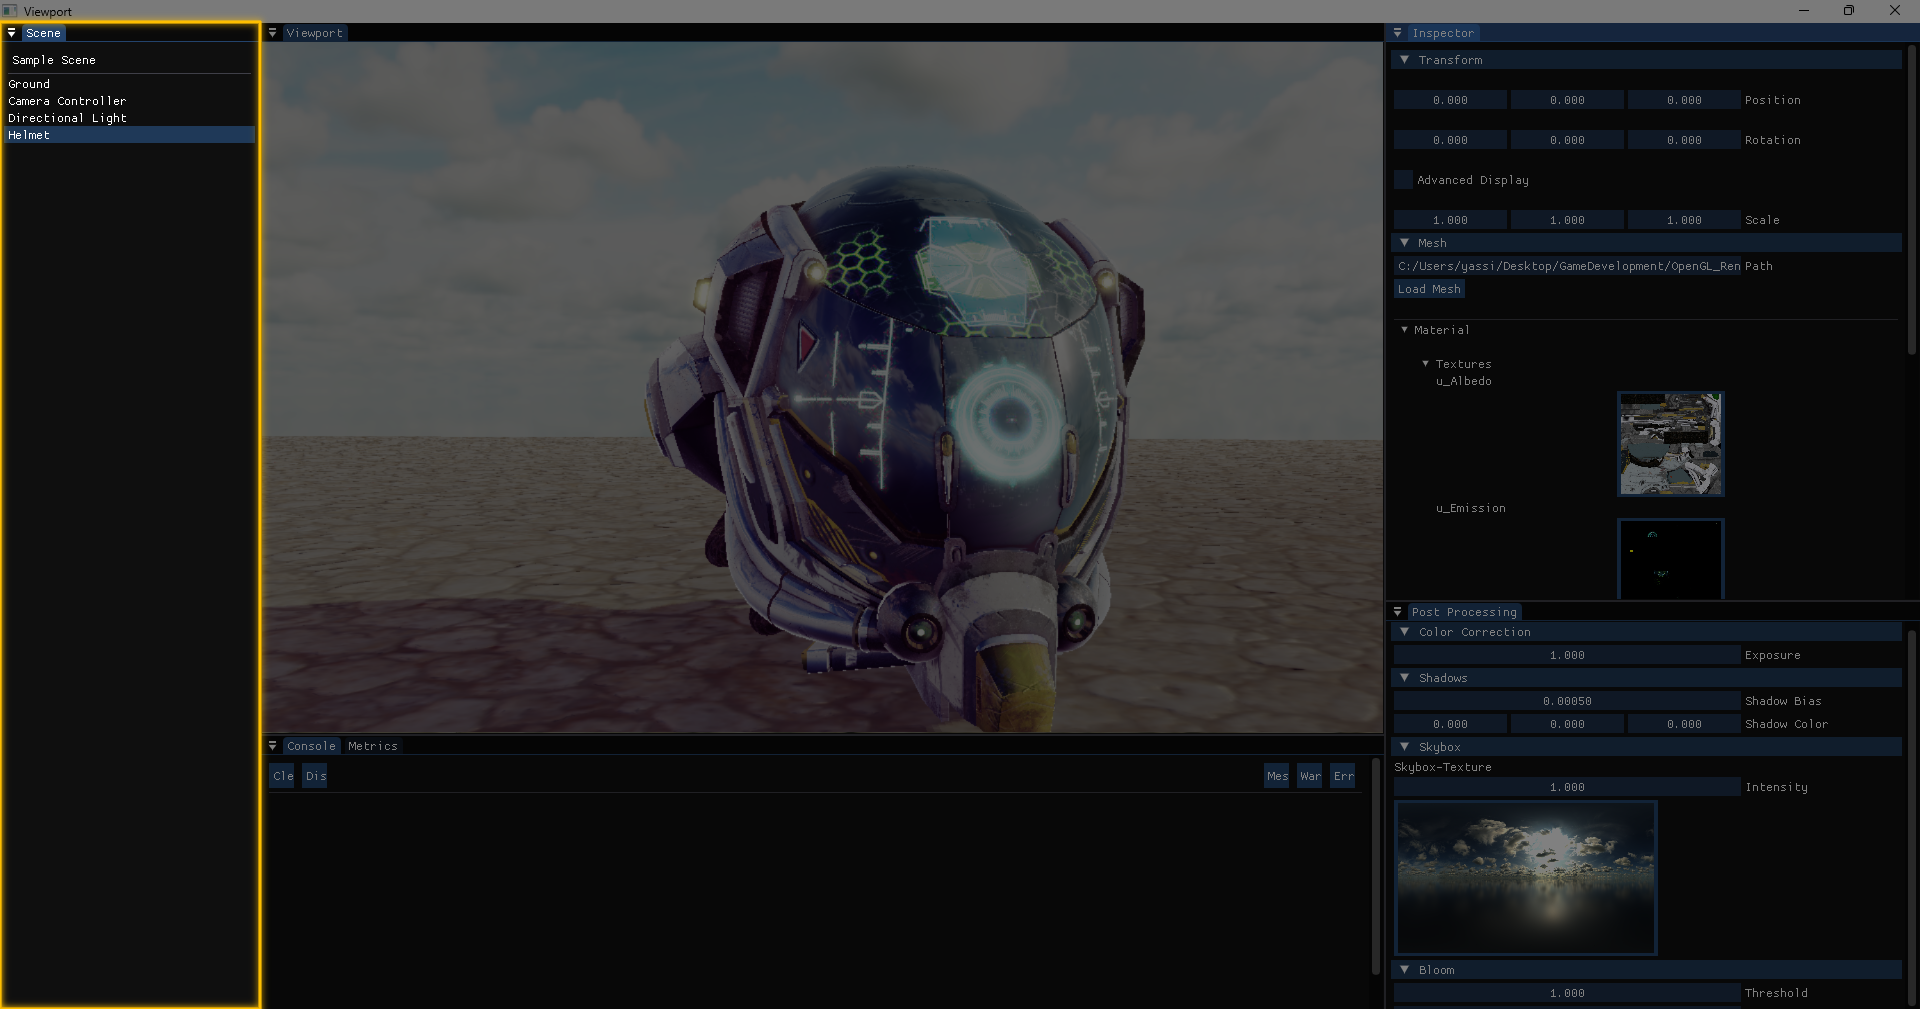 Viewport
Scene
Sample Scene
Ground
Camera Controller
Directional Light
Helmet
Viewport
Console Metrics
Cle Dis Mes War Err
Inspector
Transform
0.000 0.000 0.000 Position
0.000 0.000 0.000 Rotation
Advanced Display
1.000 1.000 1.000 Scale
Mesh
C:/Users/yassi/Desktop/GameDevelopment/OpenGL_Ren Path
Load Mesh
Material
Textures
u_Albedo
u_Emission
Post Processing
Color Correction
1.000 Exposure
Shadows
0.00050 Shadow Bias
0.000 0.000 0.000 Shadow Color
Skybox
Skybox-Texture
1.000 Intensity
Bloom
1.000 Threshold